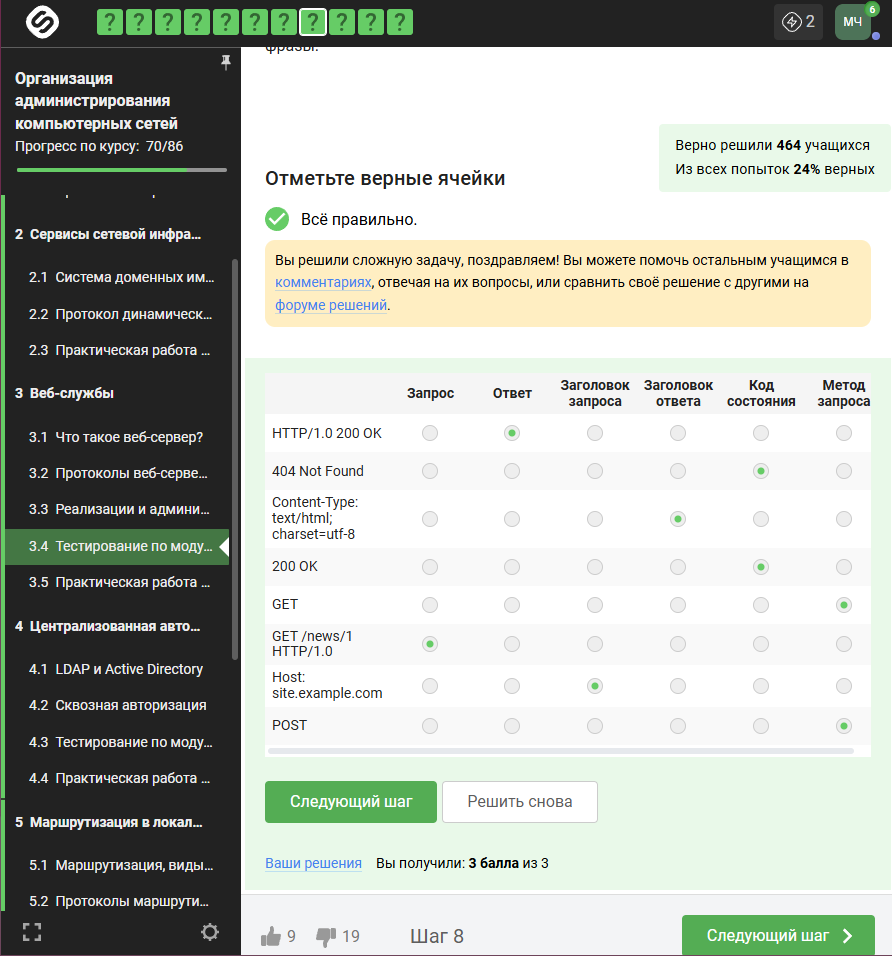 ? ? ? ? ? ? ? ? ? ? ?
2
МЧ
6
Организация
администрирования
компьютерных сетей
Прогресс по курсу: 70/86
2 Сервисы сетевой инфра...
2.1 Система доменных им...
2.2 Протокол динамическ...
2.3 Практическая работа ...
3 Веб-службы
3.1 Что такое веб-сервер?
3.2 Протоколы веб-серве...
3.3 Реализации и админи...
3.4 Тестирование по моду...
3.5 Практическая работа ...
4 Централизованная авто...
4.1 LDAP и Active Directory
4.2 Сквозная авторизация
4.3 Тестирование по моду...
4.4 Практическая работа ...
5 Маршрутизация в локал...
5.1 Маршрутизация, виды...
5.2 Протоколы маршрути...
фразы.
Верно решили 464 учащихся
Из всех попыток 24% верных
Отметьте верные ячейки
Всё правильно.
Вы решили сложную задачу, поздравляем! Вы можете помочь остальным учащимся в
комментариях, отвечая на их вопросы, или сравнить своё решение с другими на
форуме решений.
Запрос Ответ Заголовок запроса Заголовок ответа Код состояния Метод запроса
HTTP/1.0 200 OK
404 Not Found
Content-Type:
text/html;
charset=utf-8
200 OK
GET
GET /news/1
HTTP/1.0
Host:
site.example.com
POST
Следующий шаг Решить снова
Ваши решения Вы получили: 3 балла из 3
9 19 Шаг 8 Следующий шаг